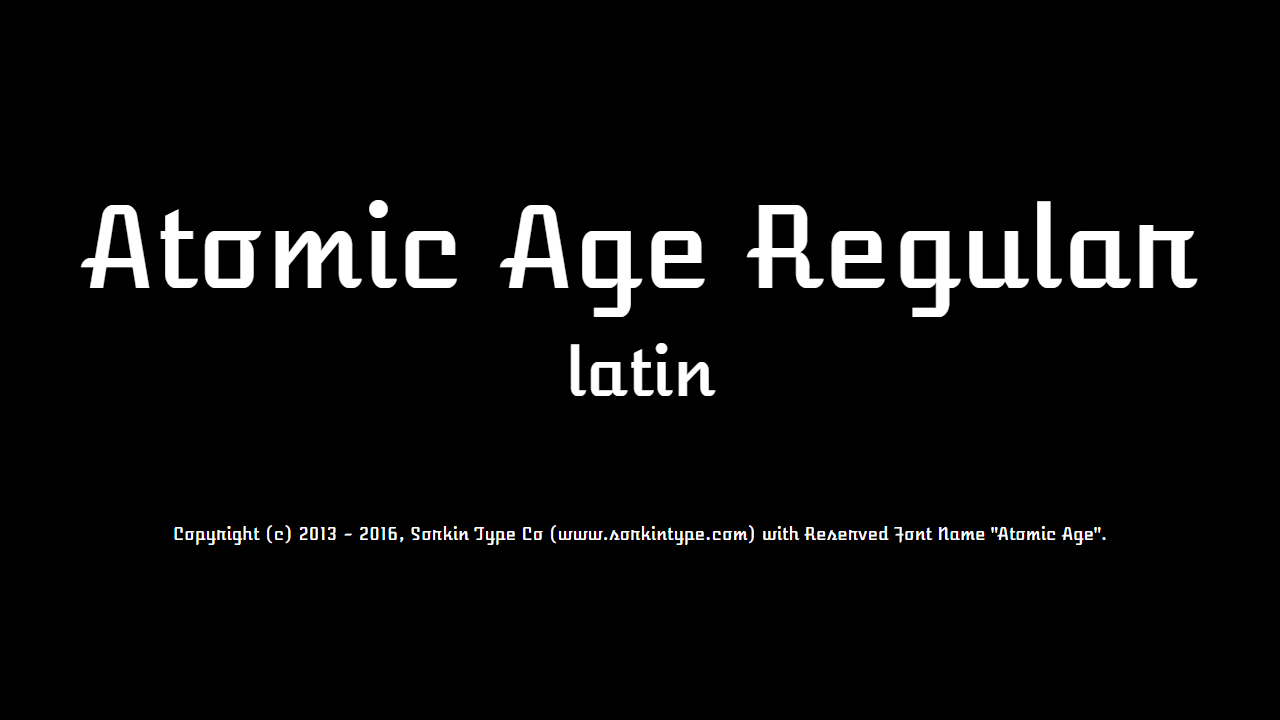 Atomic Age Regular
latin
Copyright (c) 2013 - 2016, Sorkin Type Co (www.sorkintype.com) with Reserved Font Name "Atomic Age".